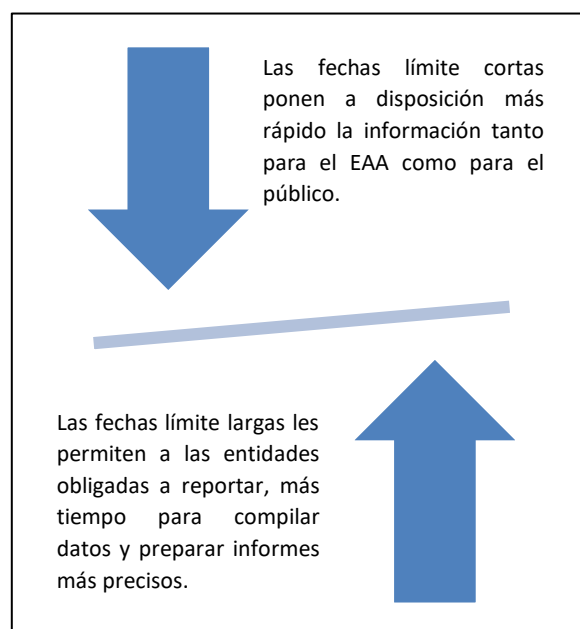 Las fechas límite cortas
ponen a disposición más
rápido la información tanto
para el EAA como para el
público.
Las fechas límite largas les
permiten a las entidades
obligadas a reportar, más
tiempo para compilar
datos y preparar informes
más precisos.